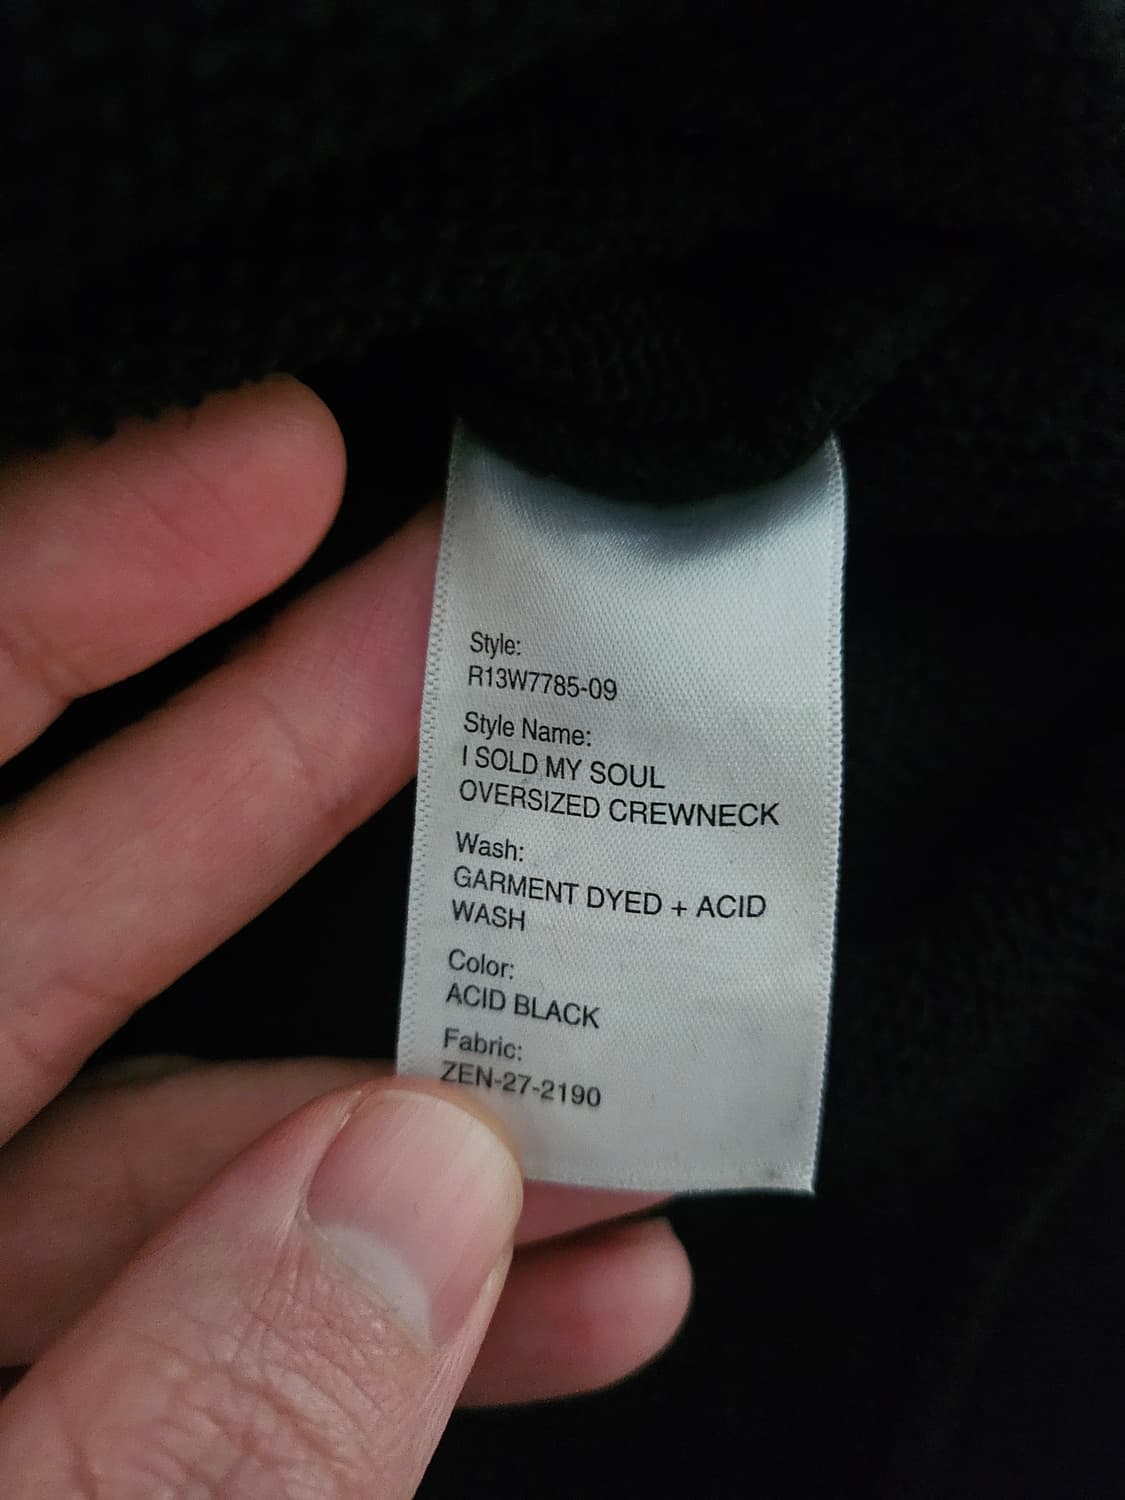 Style:
R13W7785-09
Style Name:
I SOLD MY SOUL
OVERSIZED CREWNECK
Wash:
GARMENT DYED + ACID
WASH
Color:
ACID BLACK
Fabric:
ZEN-27-2190